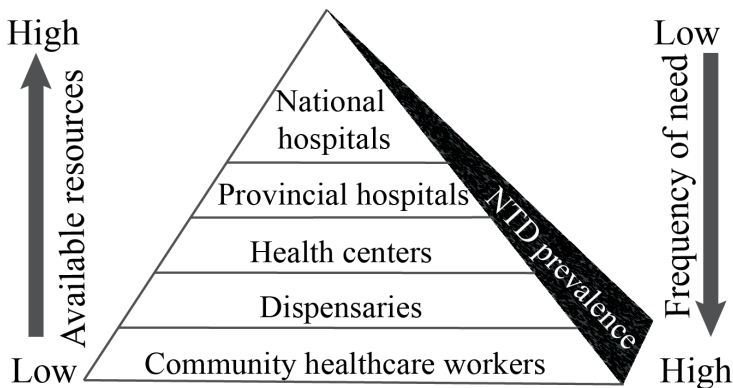 High
Low
Available resources
National
hospitals
Provincial hospitals
Health centers
Dispensaries
Community healthcare workers
NTD prevalence
Frequency of need
Low
High